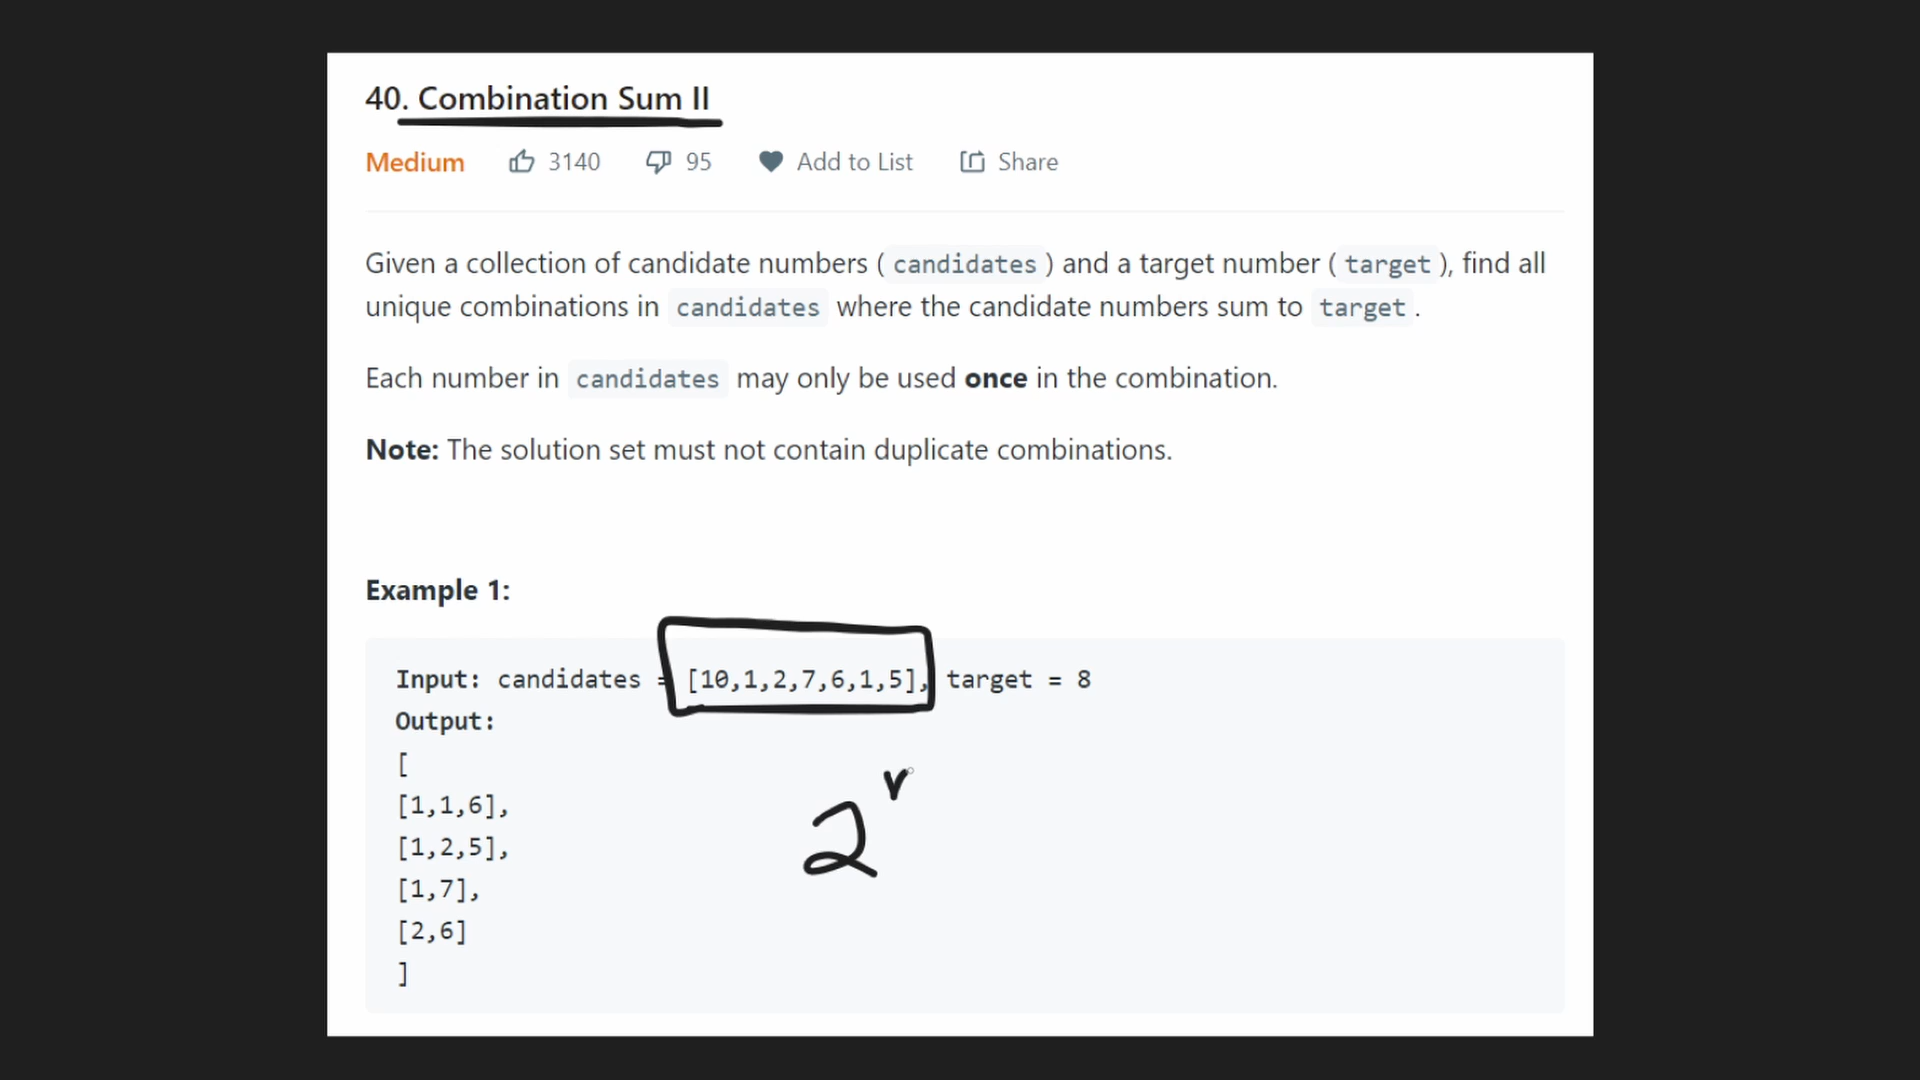 40. Combination Sum II
Medium 3140 95 Add to List Share
Given a collection of candidate numbers ( candidates ) and a target number ( target ), find all
unique combinations in candidates where the candidate numbers sum to target .
Each number in candidates may only be used once in the combination.
Note: The solution set must not contain duplicate combinations.
Example 1:
Input: candidates = [10,1,2,7,6,1,5], target = 8
Output:
[
[1,1,6],
[1,2,5],
[1,7],
[2,6]
]
2